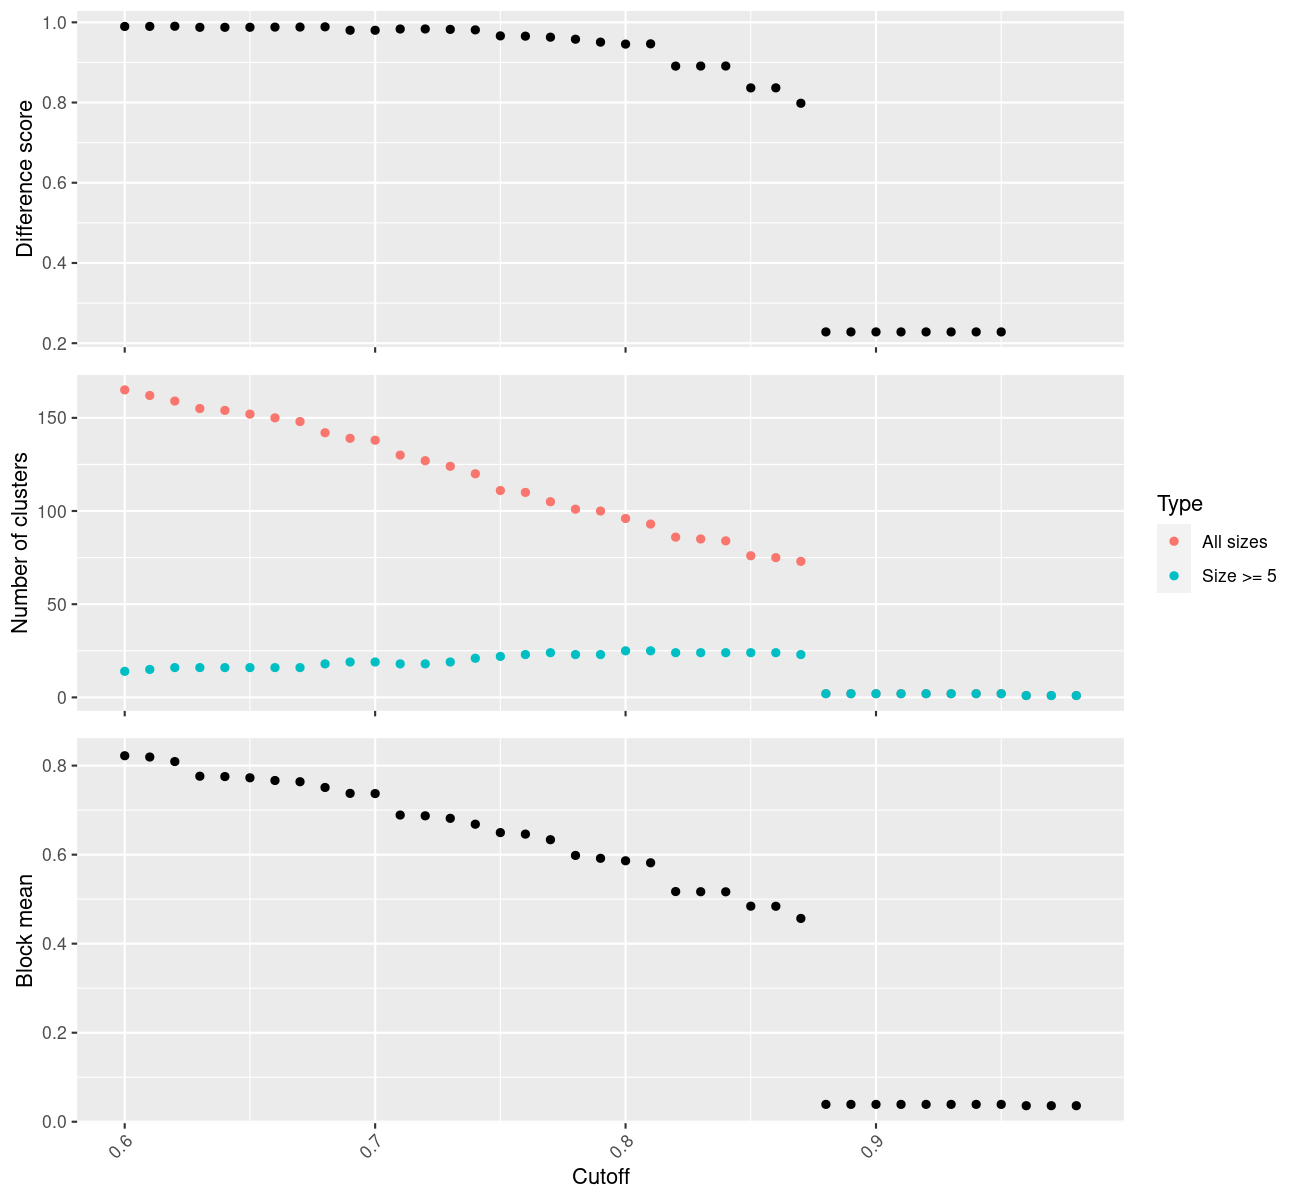 1.0
0.8
0.6
0.4
0.2
Difference score
150
100
50
0
Number of clusters
Type
All sizes
Size >= 5
0.8
0.6
0.4
0.2
0.0
Block mean
0.6
0.7
0.8
0.9
Cutoff